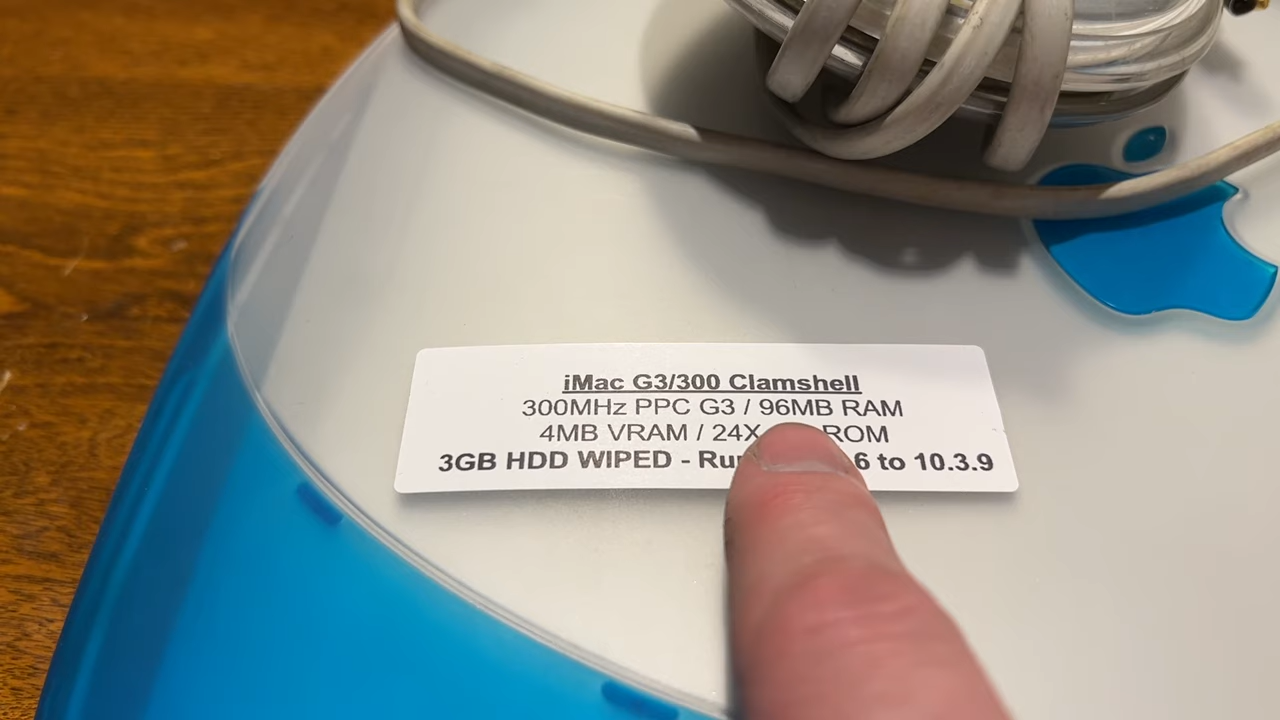 iMac G3/300 Clamshell
300MHz PPC G3 / 96MB RAM
4MB VRAM / 24X ROM
3GB HDD WIPED - 6 to 10.3.9